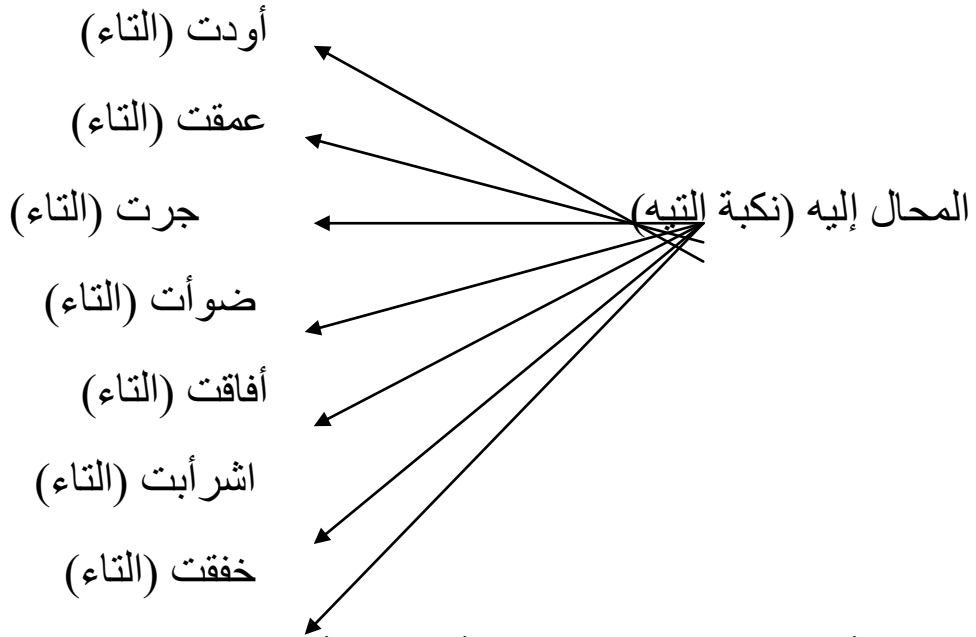 أودت (التاء)
عمقت (التاء)
المحال إليه (نكبة التيه)
جرت (التاء)
ضوأت (التاء)
أفاقت (التاء)
اشرأبت (التاء)
خفقت (التاء)